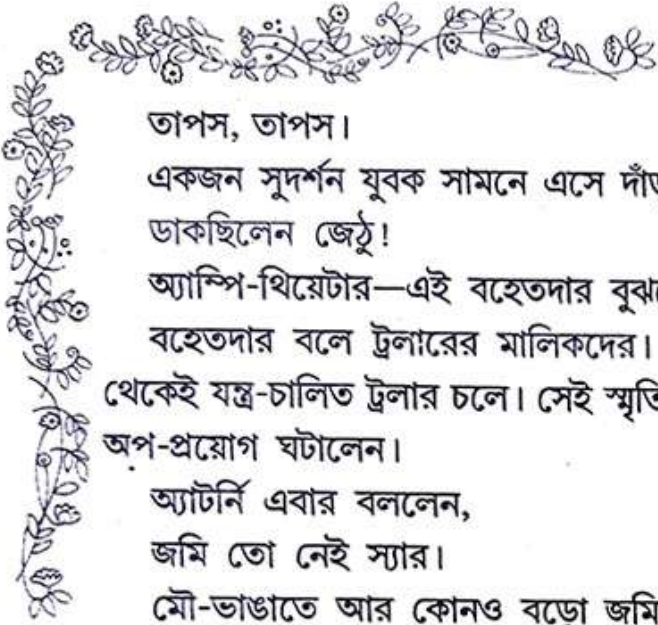 তাপস, তাপস।
একজন সুদর্শন যুবক সামনে এসে
ডাকছিলেন জেঠু!
অ্যাম্পি-থিয়েটার—এই বহেতদার
বহেতদার বলে ট্রলারের মালিকদের।
থেকেই যন্ত্র-চালিত ট্রলার চলে। সেই
অপ-প্রয়োগ ঘটালেন।
অ্যাটর্নি এবার বললেন,
জমি তো নেই স্যার।
মৌ-ভাঙাতে আর কোনও বড়ো জমি